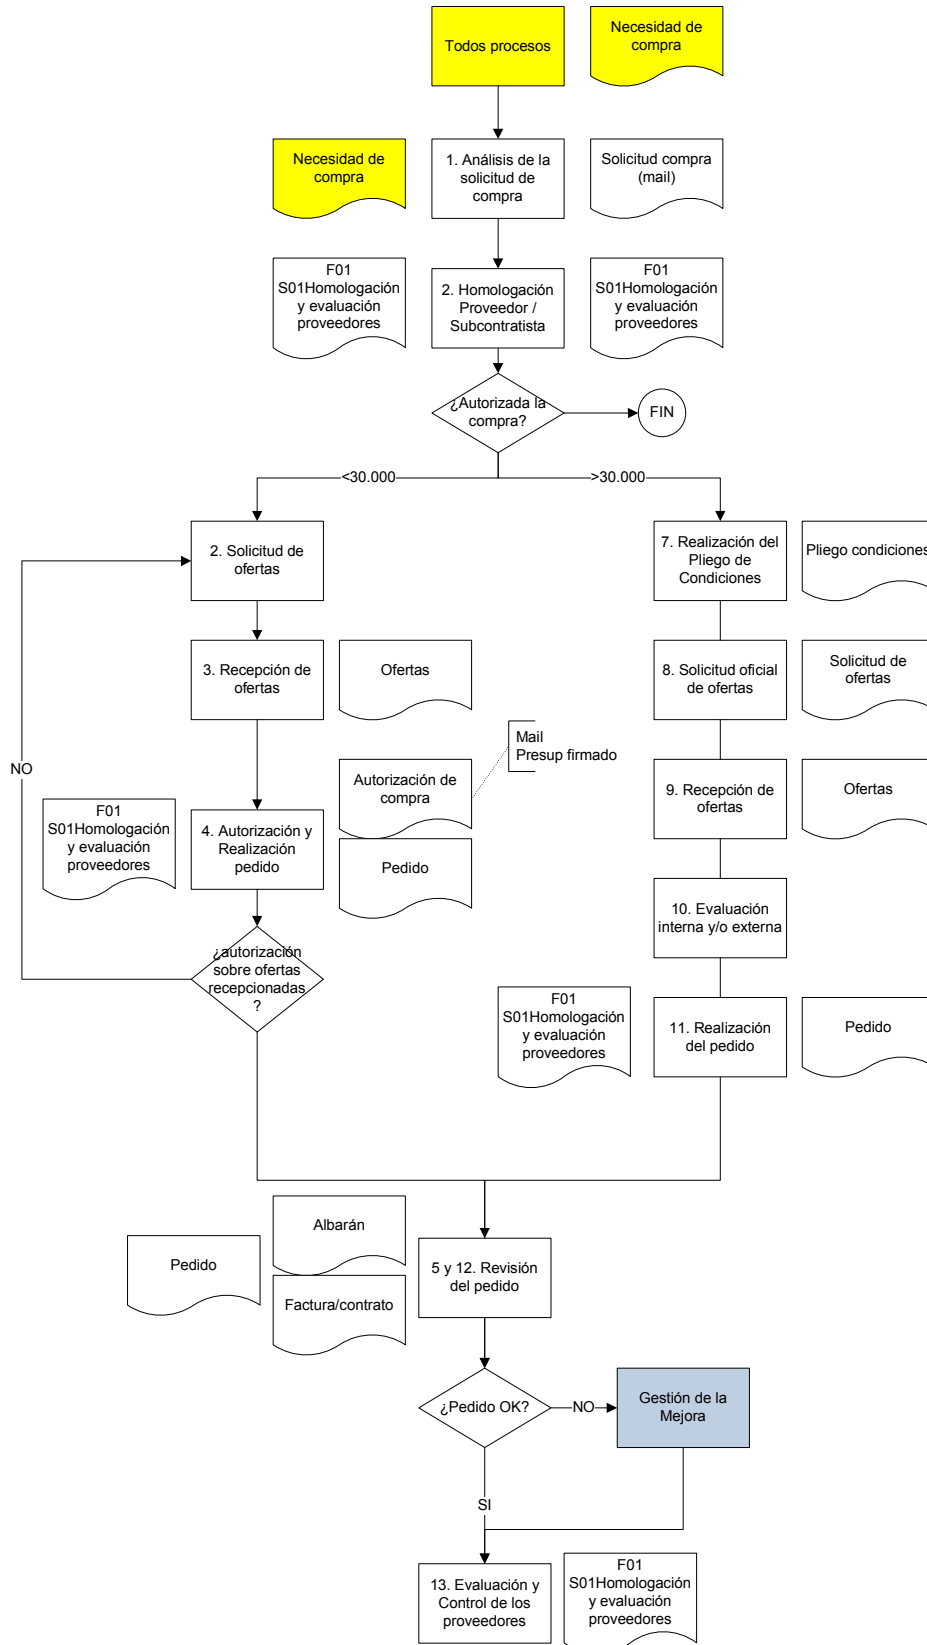 Todos procesos
Necesidad de
compra
Necesidad de
compra
1. Análisis de la
solicitud de
compra
Solicitud compra
(mail)
F01
S01Homologación
y evaluación
proveedores
2. Homologación
Proveedor /
Subcontratista
F01
S01Homologación
y evaluación
proveedores
¿Autorizada la
compra?
FIN
<30.000
>30.000
2. Solicitud de
ofertas
7. Realización del
Pliego de
Condiciones
Pliego condiciones
3. Recepción de
ofertas
Ofertas
8. Solicitud oficial
de ofertas
Solicitud de
ofertas
Mail
Presup firmado
NO
Autorización de
compra
9. Recepción de
ofertas
Ofertas
F01
S01Homologación
y evaluación
proveedores
4. Autorización y
Realización
pedido
Pedido
10. Evaluación
interna y/o externa
¿autorización
sobre ofertas
recepcionadas
?
F01
S01Homologación
y evaluación
proveedores
11. Realización
del pedido
Pedido
Albarán
Pedido
Factura/contrato
5 y 12. Revisión
del pedido
¿Pedido OK?
NO
Gestión de la
Mejora
SI
13. Evaluación y
Control de los
proveedores
F01
S01Homologación
y evaluación
proveedores